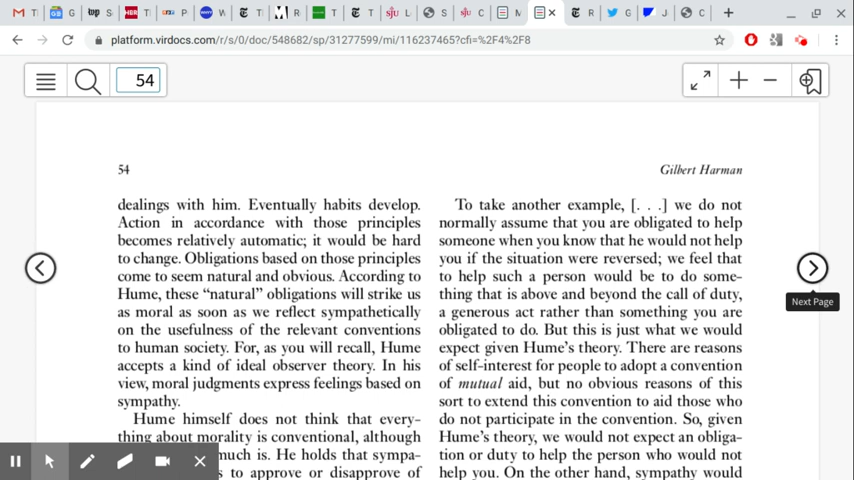 M T
G
S
T
P
W
T
M R
T
T
L
S
C
M
R
G
J
C
platform.virdocs.com/r/s/0/doc/548682/sp/31277599/mi/116237465?cfi=%2F4%2F8
54
54
Gilbert Harman
dealings with him. Eventually habits develop.
Action in accordance with those principles
becomes relatively automatic; it would be hard
to change. Obligations based on those principles
come to seem natural and obvious. According to
Hume, these “natural” obligations will strike us
as moral as soon as we reflect sympathetically
on the usefulness of the relevant conventions
to human society. For, as you will recall, Hume
accepts a kind of ideal observer theory. In his
view, moral judgments express feelings based on
sympathy.
Hume himself does not think that every-
thing about morality is conventional, although
much is. He holds that sympa-
s to approve or disapprove of
To take another example, [. . .] we do not
normally assume that you are obligated to help
someone when you know that he would not help
you if the situation were reversed; we feel that
to help such a person would be to do some-
thing that is above and beyond the call of duty,
a generous act rather than something you are
obligated to do. But this is just what we would
expect given Hume’s theory. There are reasons
of self-interest for people to adopt a convention
of mutual aid, but no obvious reasons of this
sort to extend this convention to aid those who
do not participate in the convention. So, given
Hume’s theory, we would not expect an obliga-
tion or duty to help the person who would not
help you. On the other hand, sympathy would
Next Page